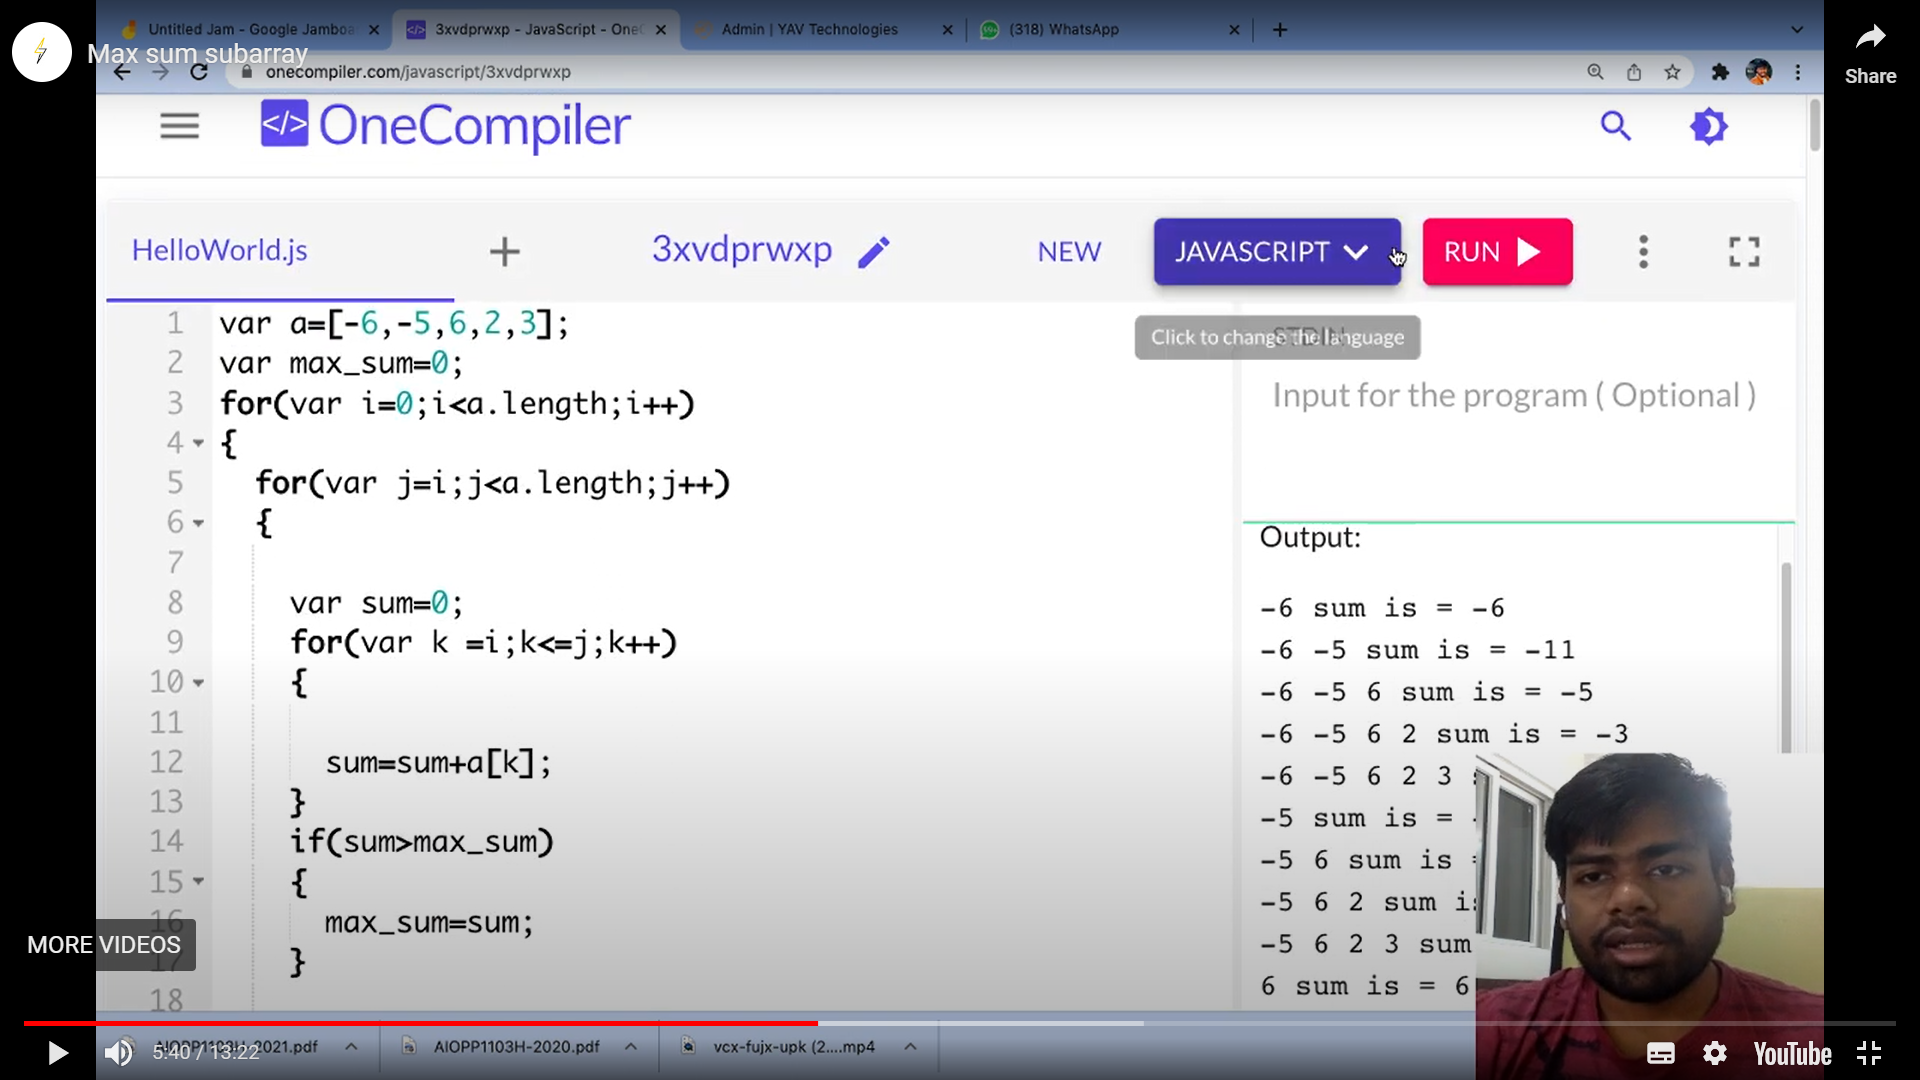 Untitled Jam - Google Jamboa
3xvdprwxp - JavaScript - One
Admin | YAV Technologies
(318) WhatsApp
Max sum subarray
onecompiler.com/javascript/3xvdprwxp
Share
</> OneCompiler
HelloWorld.js
3xvdprwxp
NEW
JAVASCRIPT
RUN
Click to change the language
STDIN
Input for the program ( Optional )
1 var a=[-6,-5,6,2,3];
2 var max_sum=0;
3 for(var i=0;i<a.length;i++)
4 {
5 for(var j=i;j<a.length;j++)
6 {
7
8 var sum=0;
9 for(var k =i;k<=j;k++)
10 {
11
12 sum=sum+a[k];
13 }
14 if(sum>max_sum)
15 {
16 max_sum=sum;
17 }
18
Output:
-6 sum is = -6
-6 -5 sum is = -11
-6 -5 6 sum is = -5
-6 -5 6 2 sum is = -3
-6 -5 6 2 3
-5 sum is =
-5 6 sum is
-5 6 2 sum is
-5 6 2 3 sum
6 sum is = 6
MORE VIDEOS
AIOPP1103H-2021.pdf
AIOPP1103H-2020.pdf
vcx-fujx-upk (2....mp4
5:40 / 13:22
YouTube